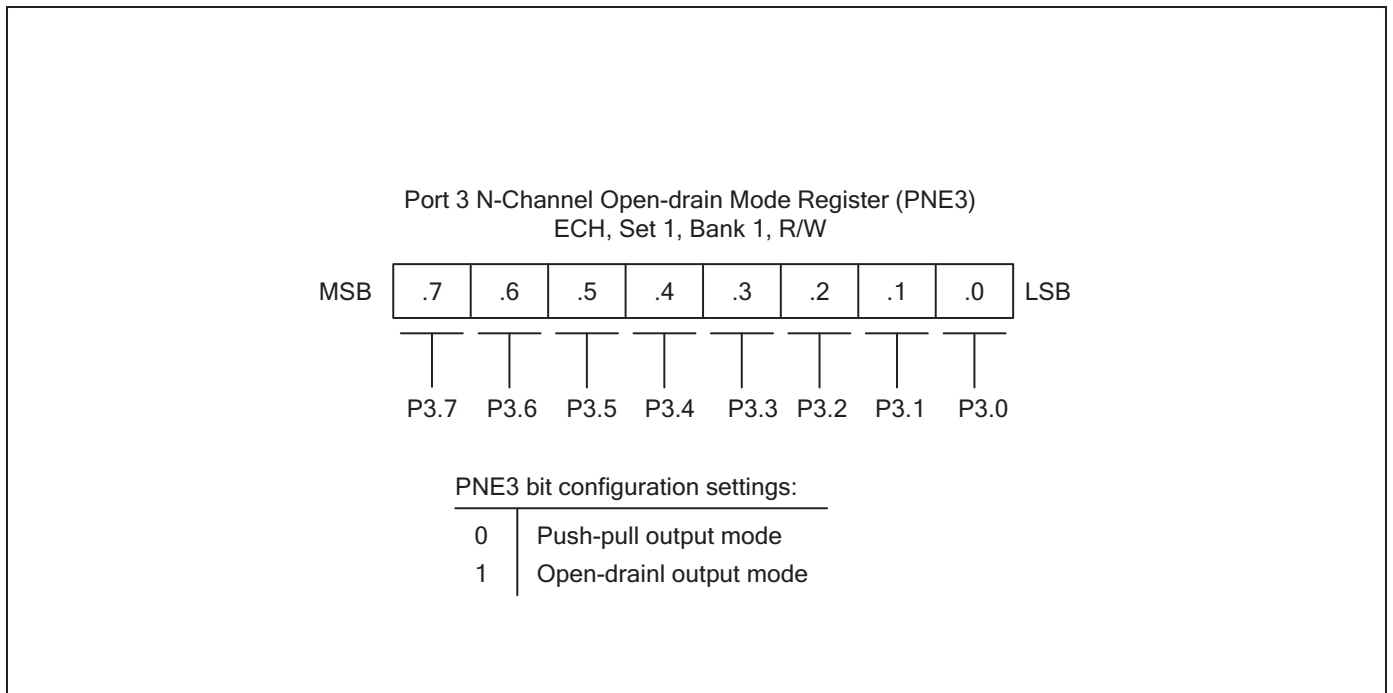 Port 3 N-Channel Open-drain Mode Register (PNE3)
ECH, Set 1, Bank 1, R/W
MSB .7 .6 .5 .4 .3 .2 .1 .0 LSB
P3.7 P3.6 P3.5 P3.4 P3.3 P3.2 P3.1 P3.0
PNE3 bit configuration settings:
0 Push-pull output mode
1 Open-drainl output mode